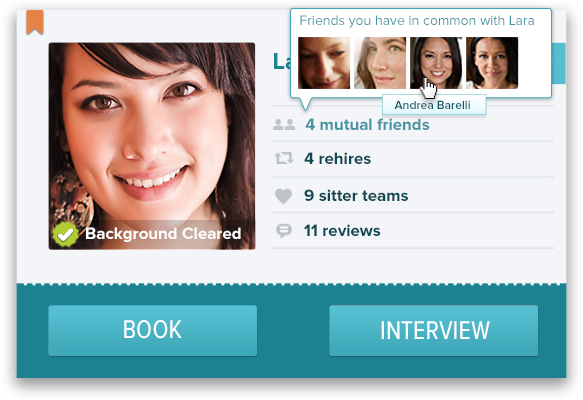 Friends you have in common with Lara
Andrea Barelli
4 mutual friends
4 rehires
9 sitter teams
11 reviews
Background Cleared
BOOK
INTERVIEW